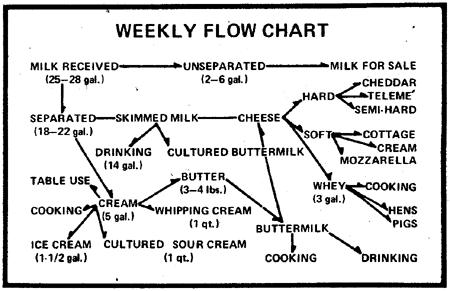 WEEKLY FLOW CHART
MILK RECEIVED UNSEPARATED MILK FOR SALE
(25–28 gal.) (2–6 gal.)
CHEDDAR
HARD TELEMÉ
SEMI-HARD
SEPARATED SKIMMED MILK CHEESE
(18–22 gal.)
SOFT COTTAGE
CREAM
MOZZARELLA
DRINKING CULTURED BUTTERMILK
(14 gal.)
TABLE USE BUTTER
(3–4 lbs.)
WHEY COOKING
(3 gal.)
HENS
PIGS
COOKING CREAM WHIPPING CREAM
(5 gal.) (1 qt.)
BUTTERMILK
ICE CREAM CULTURED SOUR CREAM
(1-1/2 gal.) (1 qt.)
COOKING DRINKING